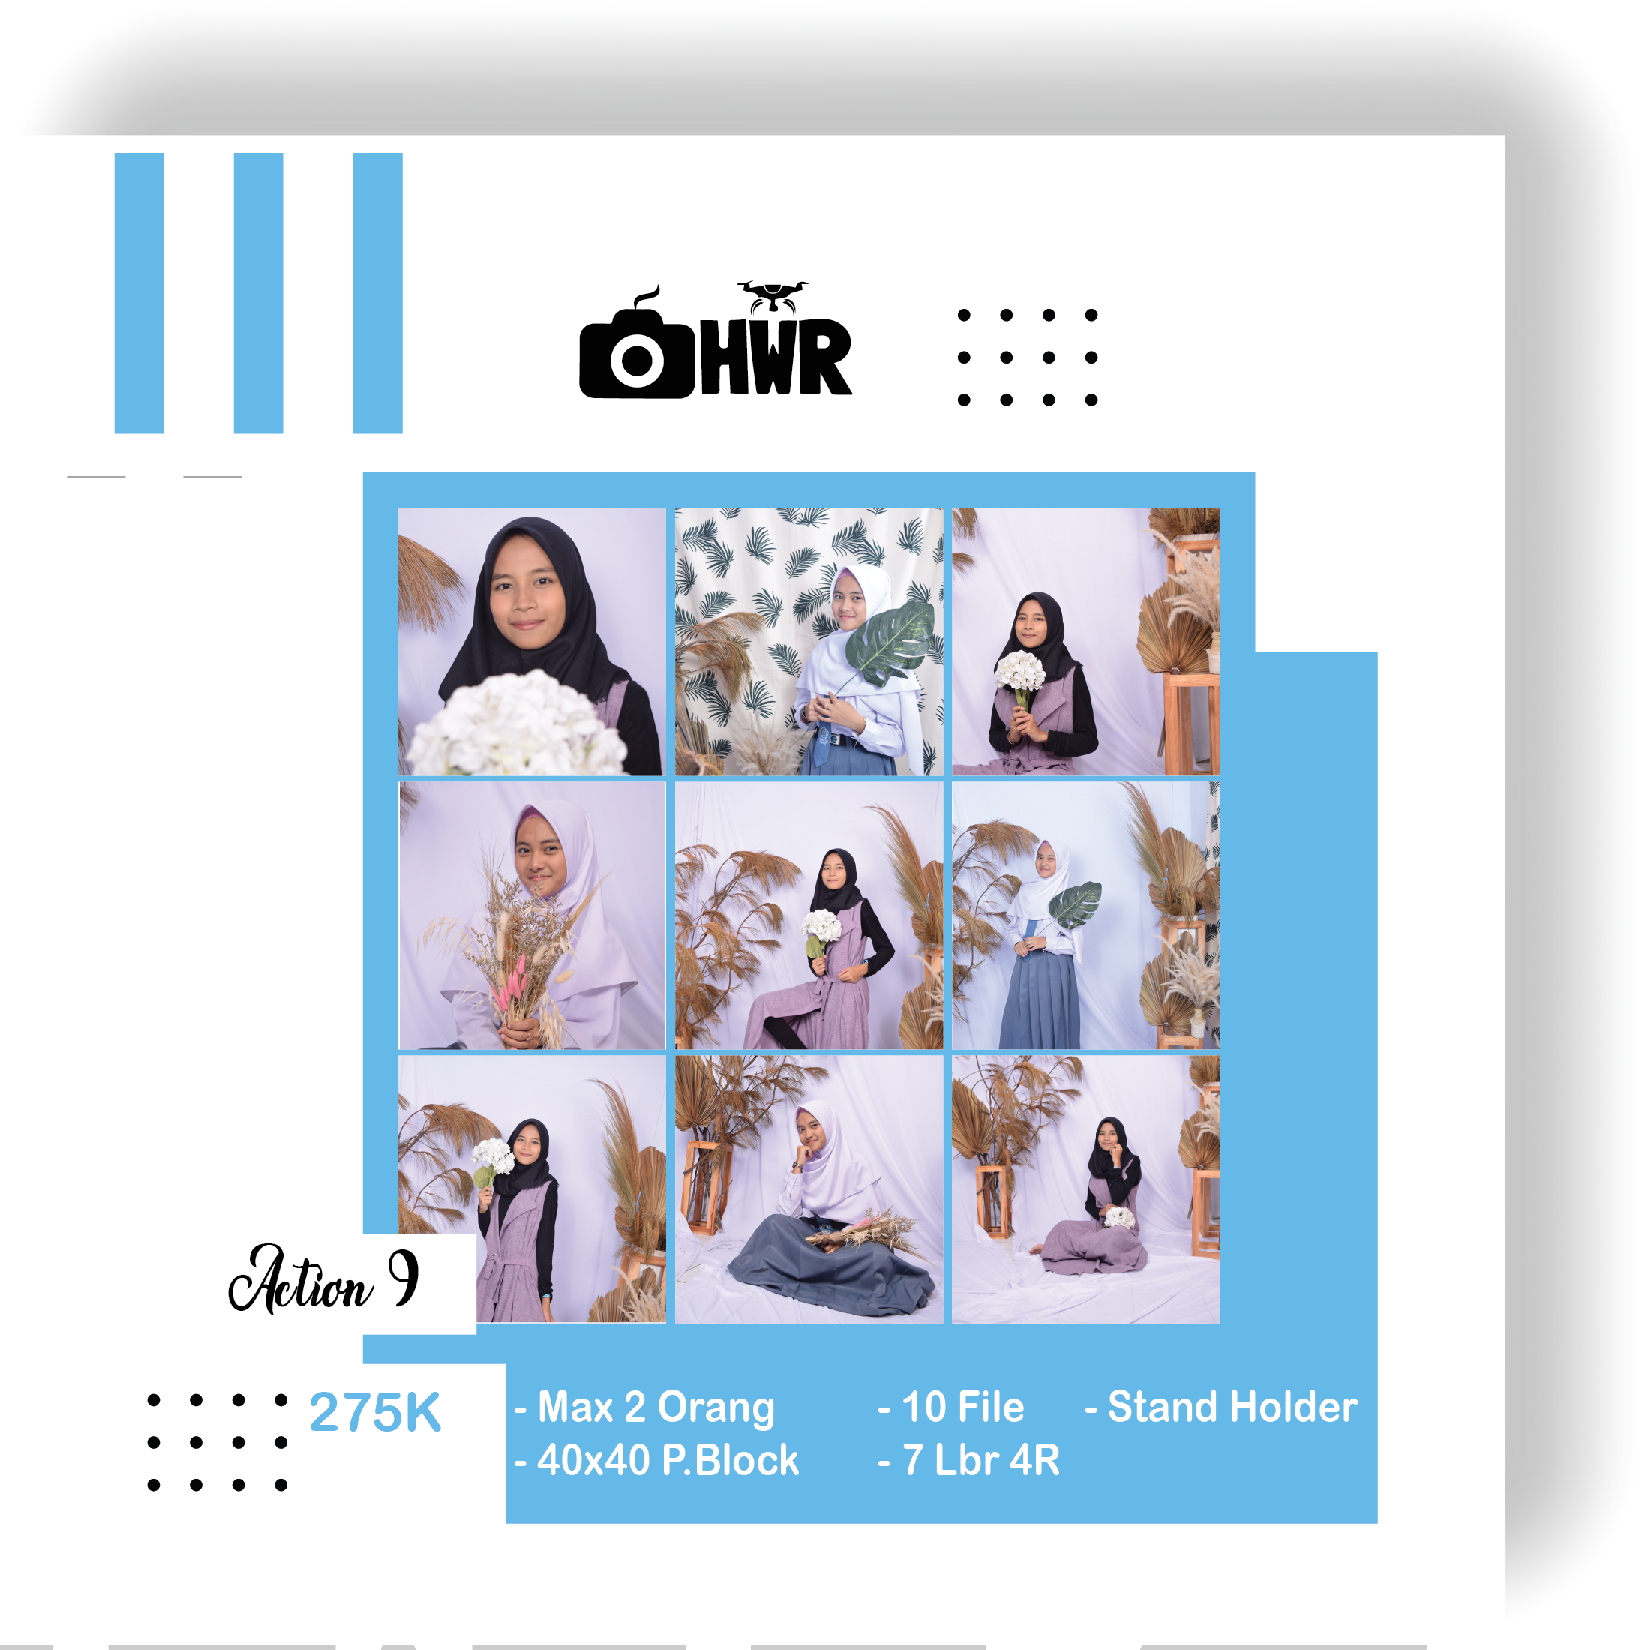 HWR
Action 9
275K
- Max 2 Orang
- 40x40 P.Block
- 10 File
- 7 Lbr 4R
- Stand Holder